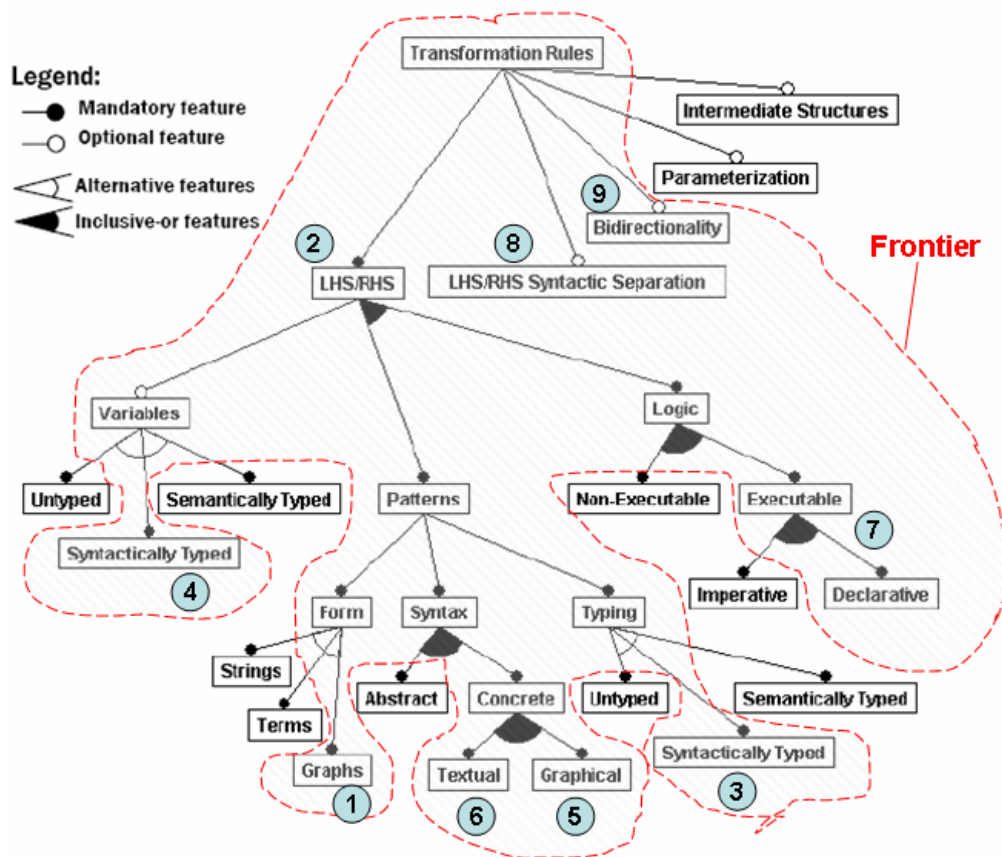 Transformation Rules
Legend:
Mandatory feature
Optional feature
Alternative features
Inclusive-or features
Intermediate Structures
Parameterization
9
Bidirectionality
2
8
Frontier
LHS/RHS
LHS/RHS Syntactic Separation
Variables
Logic
Untyped
Semantically Typed
Patterns
Non-Executable
Executable
7
Syntactically Typed
4
Imperative
Declarative
Form
Syntax
Typing
Strings
Abstract
Concrete
Untyped
Semantically Typed
Terms
Syntactically Typed
Graphs
Textual
Graphical
1
6
5
3